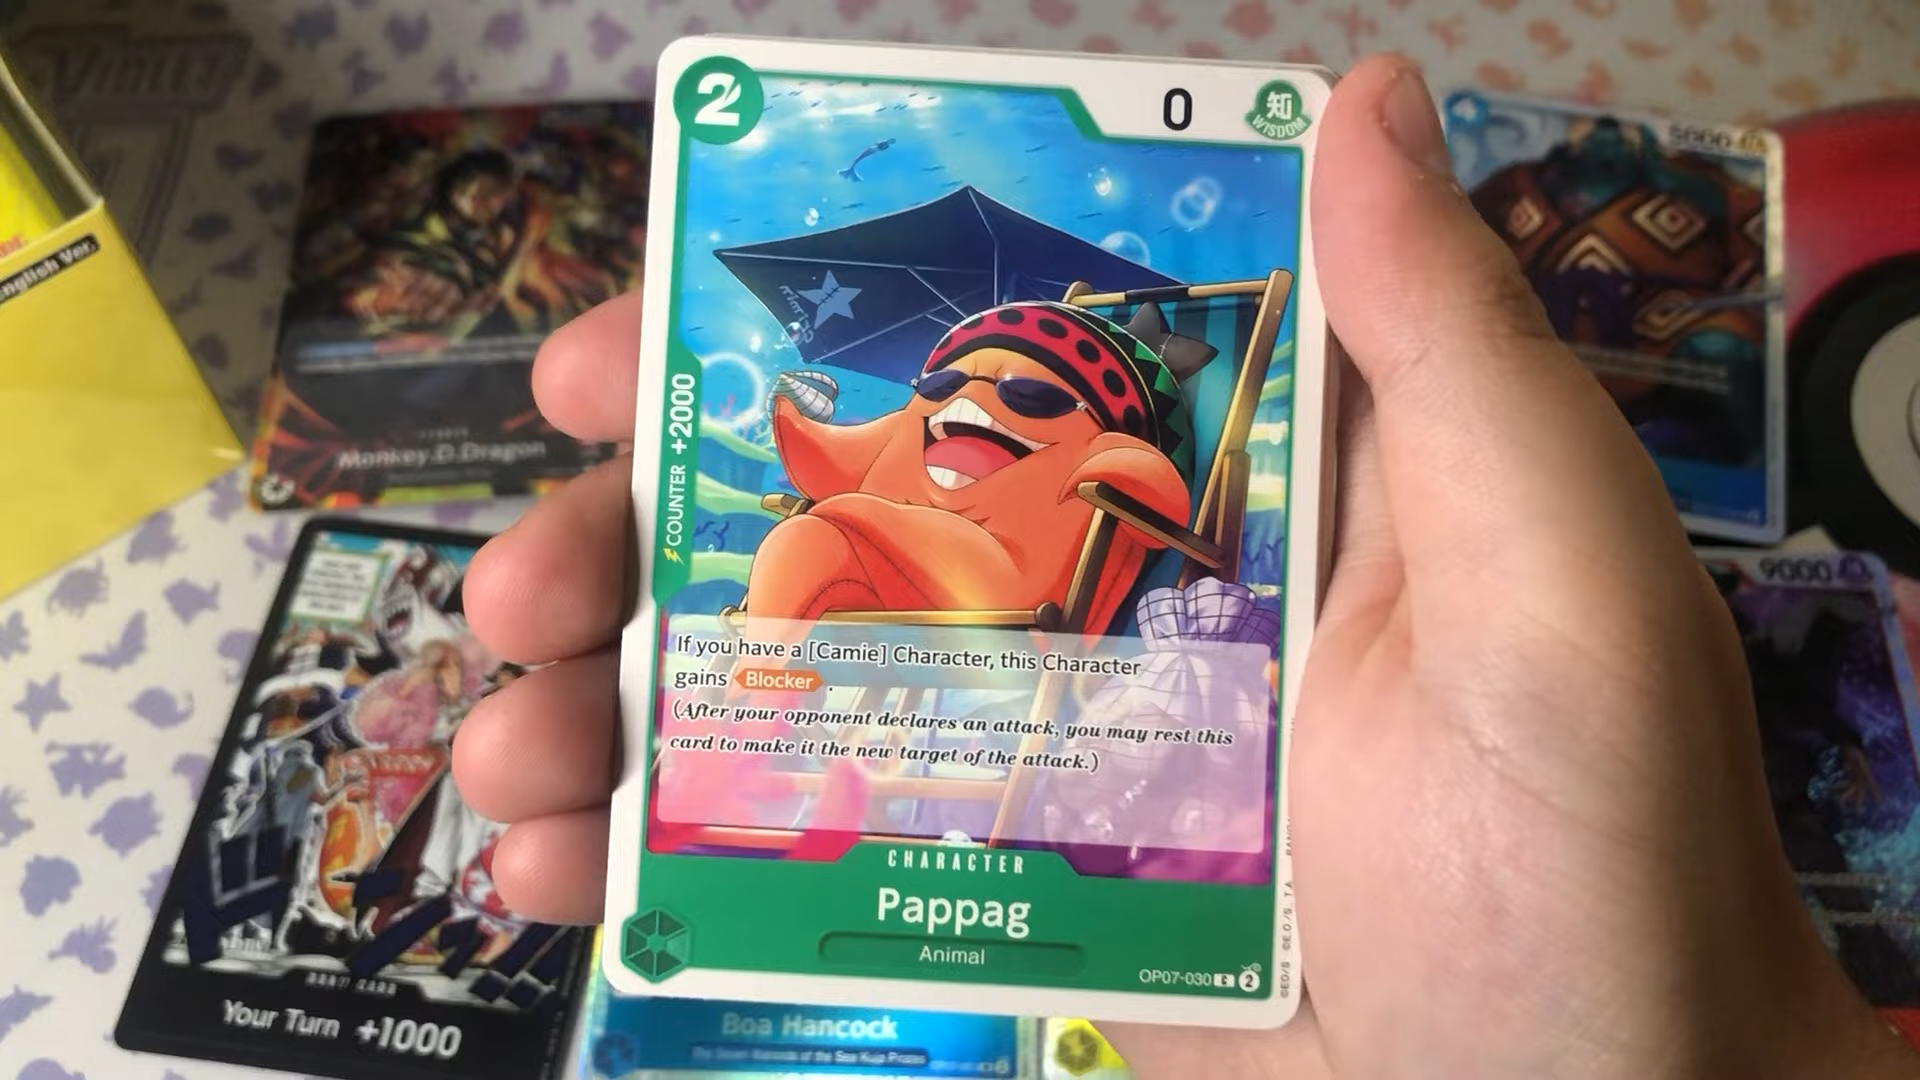 2
0
知
WISDOM
COUNTER +2000
If you have a [Camie] Character, this Character
gains Blocker .
(After your opponent declares an attack, you may rest this
card to make it the new target of the attack.)
CHARACTER
Pappag
Animal
OP07-030 C 2
English Ver.
Monkey.D.Dragon
Your Turn +1000
Boa Hancock
5000
9000